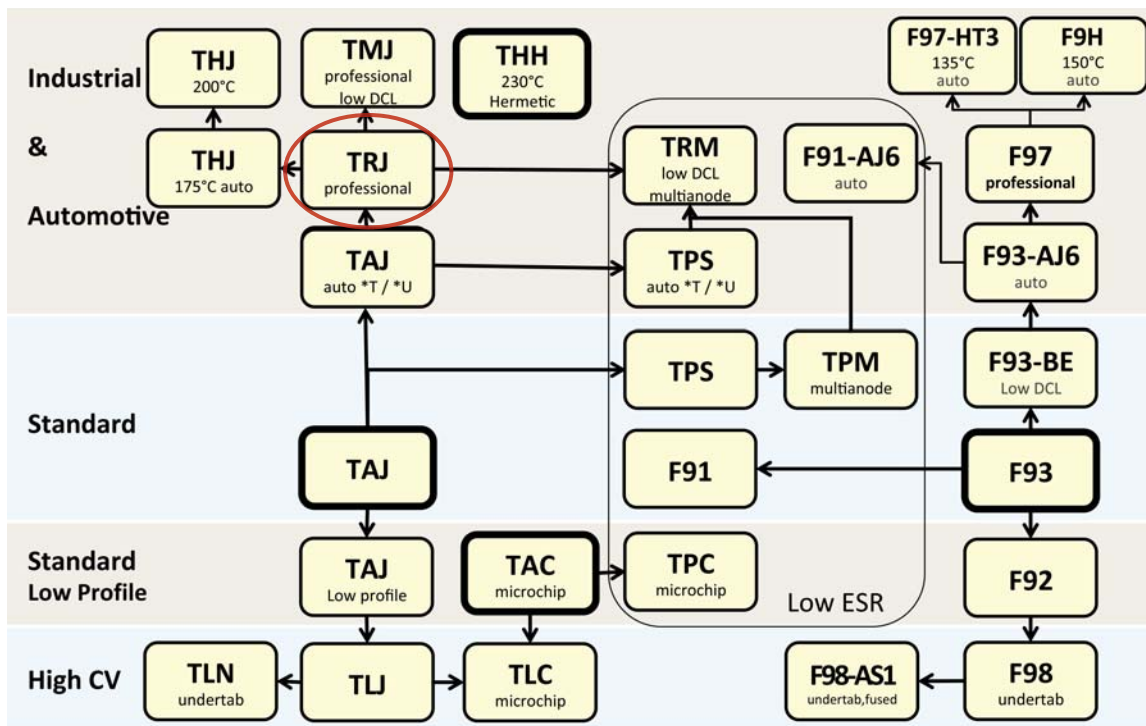 Industrial
&
Automotive
THJ
200°C
TMJ
professional
low DCL
THH
230°C
Hermetic
F97-HT3
135°C
auto
F9H
150°C
auto
THJ
175°C auto
TRJ
professional
TRM
low DCL
multianode
F91-AJ6
auto
F97
professional
TAJ
auto *T / *U
TPS
auto *T / *U
F93-AJ6
auto
Standard
TPS
TPM
multianode
F93-BE
Low DCL
TAJ
F91
F93
Standard
Low Profile
TAJ
Low profile
TAC
microchip
TPC
microchip
Low ESR
F92
High CV
TLN
undertab
TLJ
TLC
microchip
F98-AS1
undertab,fused
F98
undertab